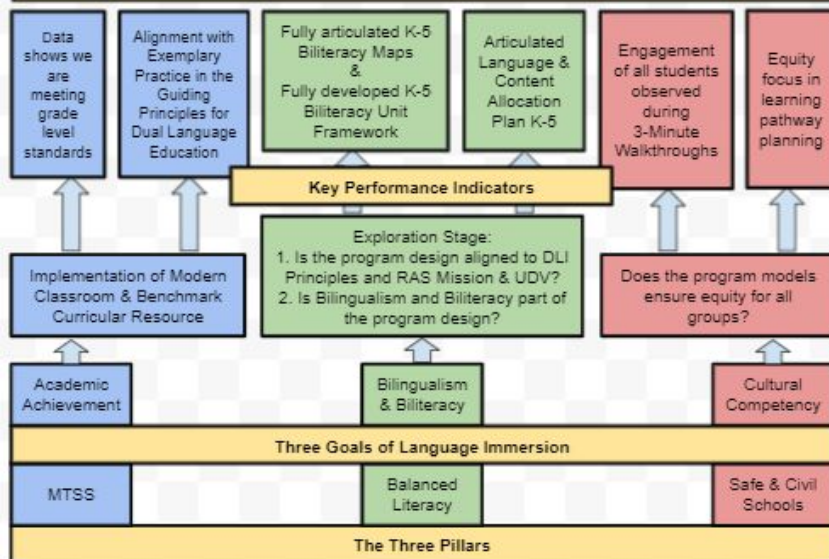 Data
shows we
are
meeting
grade
level
standards
Alignment with
Exemplary
Practice in the
Guiding
Principles for
Dual Language
Education
Fully articulated K-5
Biliteracy Maps
&
Fully developed K-5
Biliteracy Unit
Framework
Articulated
Language &
Content
Allocation
Plan K-5
Engagement
of all students
observed
during
3-Minute
Walkthroughs
Equity
focus in
learning
pathway
planning
Key Performance Indicators
Implementation of Modern
Classroom & Benchmark
Curricular Resource
Exploration Stage:
1. Is the program design aligned to DLI
Principles and RAS Mission & UDV?
2. Is Bilingualism and Biliteracy part of
the program design?
Does the program models
ensure equity for all
groups?
Academic
Achievement
Bilingualism
& Biliteracy
Cultural
Competency
Three Goals of Language Immersion
MTSS
Balanced
Literacy
Safe & Civil
Schools
The Three Pillars